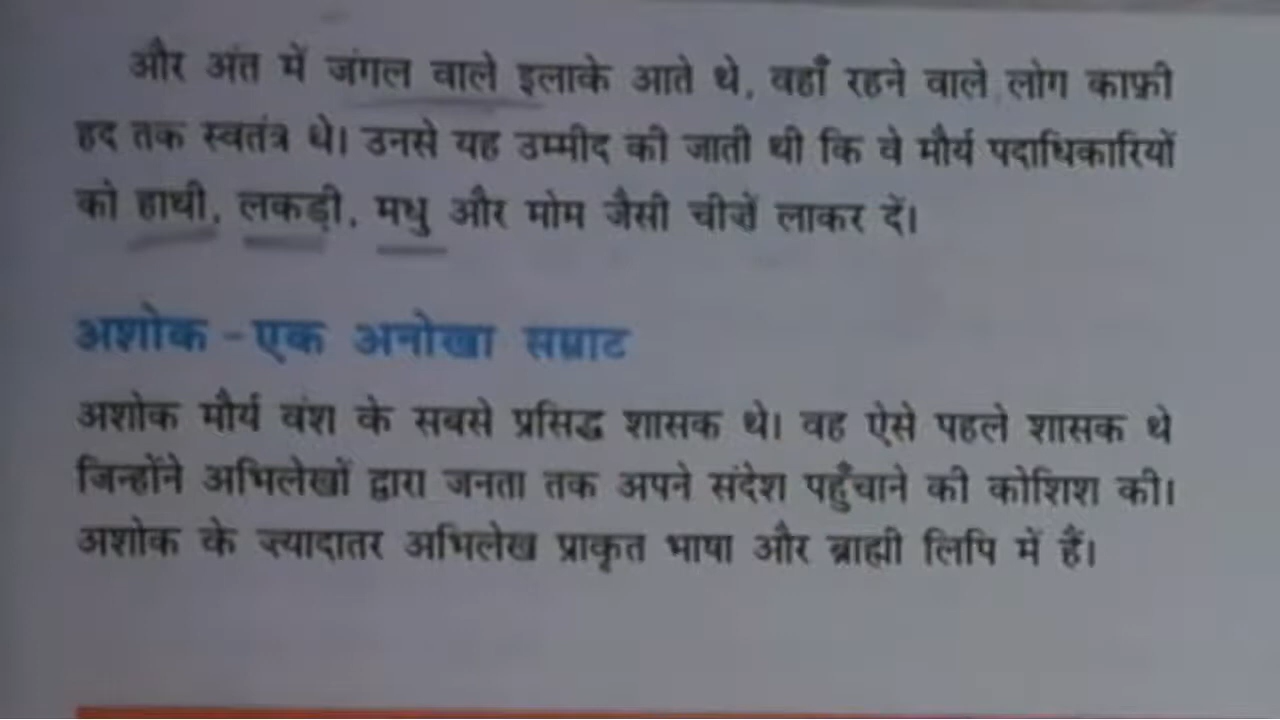 और अंत में जंगल वाले इलाके आते थे, वहाँ रहने वाले लोग काफ़ी
हद तक स्वतंत्र थे। उनसे यह उम्मीद की जाती थी कि वे मौर्य पदाधिकारियों
को हाथी, लकड़ी, मधु और मोम जैसी चीज़ें लाकर दें।
अशोक - एक अनोखा सम्राट
अशोक मौर्य वंश के सबसे प्रसिद्ध शासक थे। वह ऐसे पहले शासक थे
जिन्होंने अभिलेखों द्वारा जनता तक अपने संदेश पहुँचाने की कोशिश की।
अशोक के ज़्यादातर अभिलेख प्राकृत भाषा और ब्राह्मी लिपि में हैं।